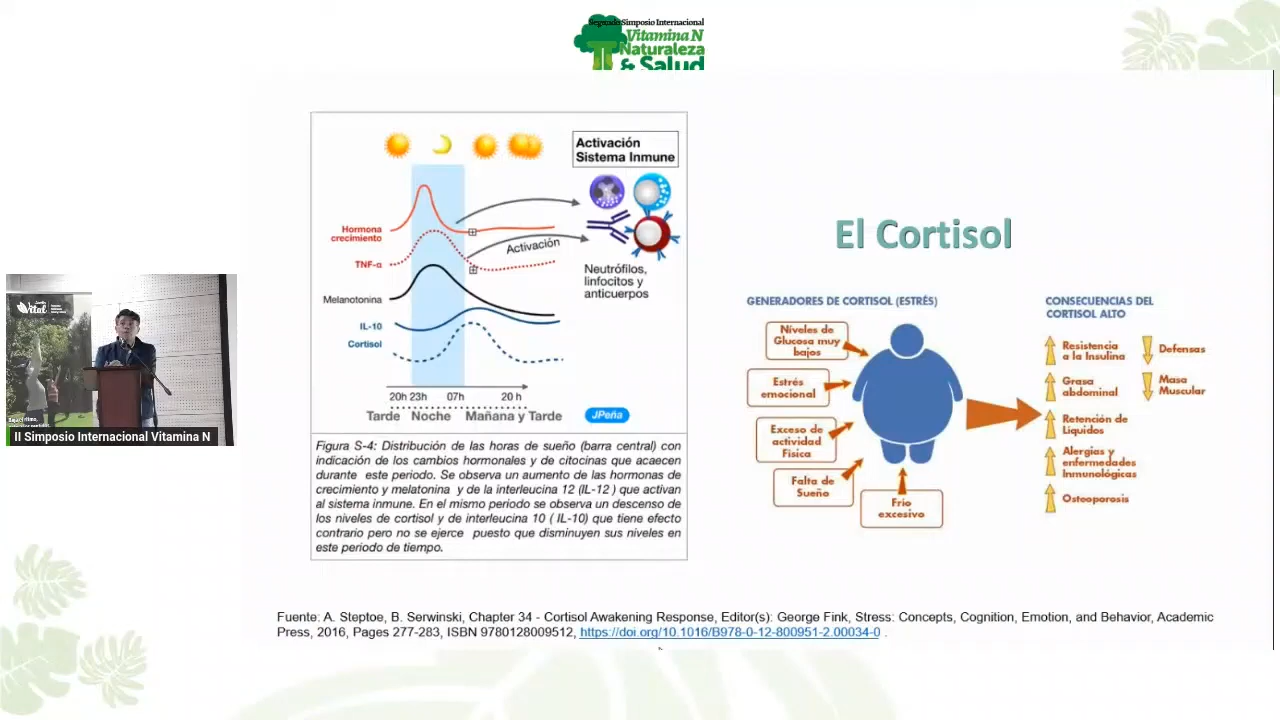 Segundo Simposio Internacional
Vitamina N
Naturaleza
& Salud
Activación
Sistema Inmune
Hormona
crecimiento
TNF-α
Melanotonina
IL-10
Cortisol
Activación
Neutrófilos,
linfocitos y
anticuerpos
20h 23h 07h 20 h
Tarde Noche Mañana y Tarde
JPeña
Figura S-4: Distribución de las horas de sueño (barra central) con
indicación de los cambios hormonales y de citocinas que acaecen
durante este periodo. Se observa un aumento de las hormonas de
crecimiento y melatonina y de la interleucina 12 (IL-12 ) que activan
al sistema inmune. En el mismo periodo se observa un descenso de
los niveles de cortisol y de interleucina 10 ( IL-10) que tiene efecto
contrario pero no se ejerce puesto que disminuyen sus niveles en
este periodo de tiempo.
El Cortisol
GENERADORES DE CORTISOL (ESTRÉS)
Niveles de
Glucosa muy
bajos
Estrés
emocional
Exceso de
actividad
Física
Falta de
Sueño
Frío
excesivo
CONSECUENCIAS DEL
CORTISOL ALTO
Resistencia
a la Insulina
Grasa
abdominal
Retención de
Líquidos
Alergias y
enfermedades
Inmnológicas
Osteoporosis
Defensas
Masa
Muscular
Vital
II Simposio Internacional Vitamina N
Fuente: A. Steptoe, B. Serwinski, Chapter 34 - Cortisol Awakening Response, Editor(s): George Fink, Stress: Concepts, Cognition, Emotion, and Behavior, Academic
Press, 2016, Pages 277-283, ISBN 9780128009512, https://doi.org/10.1016/B978-0-12-800951-2.00034-0 .